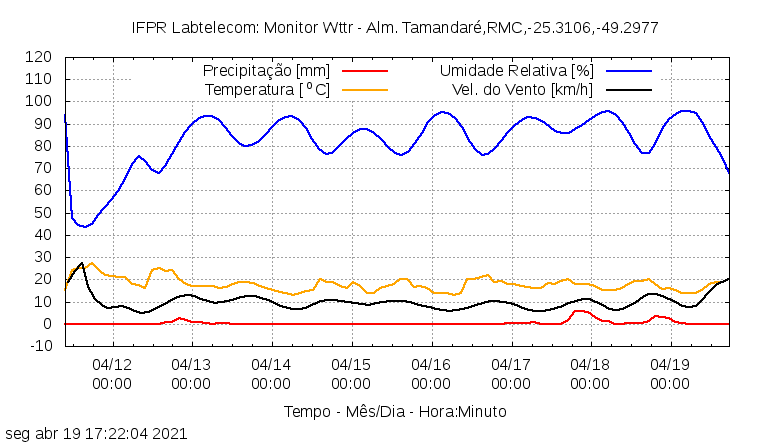 IFPR Labtelecom: Monitor Wttr - Alm. Tamandaré,RMC,-25.3106,-49.2977
120
110
100
90
80
70
60
50
40
30
20
10
0
-10
Precipitação [mm]
Temperatura [⁰C]
Umidade Relativa [%]
Vel. do Vento [km/h]
04/12 04/13 04/14 04/15 04/16 04/17 04/18 04/19
00:00 00:00 00:00 00:00 00:00 00:00 00:00 00:00
Tempo - Mês/Dia - Hora:Minuto
seg abr 19 17:22:04 2021